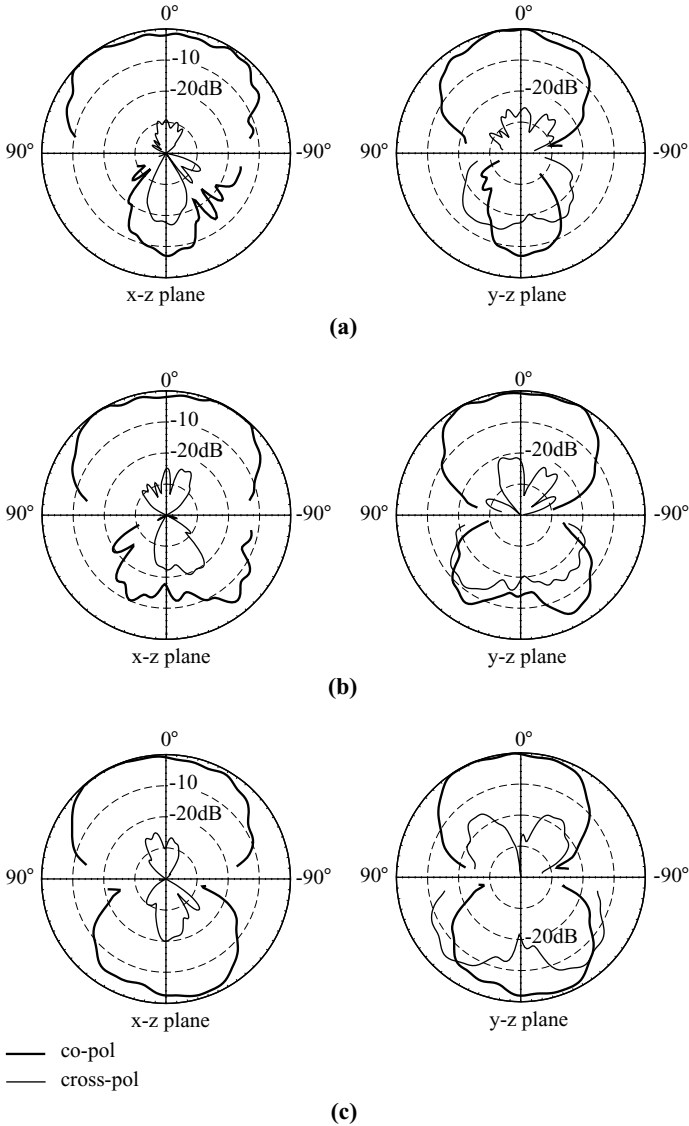 0° 0°
-10
-20dB -20dB
90° -90° 90° -90°
x-z plane y-z plane
(a)
0° 0°
-10
-20dB -20dB
90° -90° 90° -90°
x-z plane y-z plane
(b)
0° 0°
-10
-20dB
90° -90° 90° -90°
-20dB
x-z plane y-z plane
co-pol
cross-pol
(c)